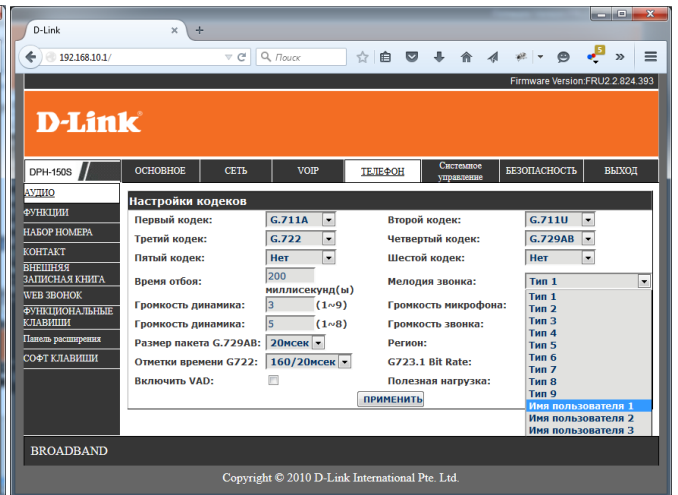 D-Link
192.168.10.1/
Поиск
5
Firmware Version:FRU2.2.824.393
D-Link
DPH-150S
ОСНОВНОЕ СЕТЬ VOIP ТЕЛЕФОН Системное управление БЕЗОПАСНОСТЬ ВЫХОД
АУДИО
ФУНКЦИИ
НАБОР НОМЕРА
КОНТАКТ
ВНЕШНЯЯ
ЗАПИСНАЯ КНИГА
WEB ЗВОНОК
ФУНКЦИОНАЛЬНЫЕ
КЛАВИШИ
Панель расширения
СОФТ КЛАВИШИ
Настройки кодеков
Первый кодек: G.711A Второй кодек: G.711U
Третий кодек: G.722 Четвертый кодек: G.729AB
Пятый кодек: Нет Шестой кодек: Нет
Время отбоя: 200 миллисекунд(ы) Мелодия звонка: Тип 1
Громкость динамика: 3 (1~9) Громкость микрофона:
Громкость динамика: 5 (1~8) Громкость звонка:
Размер пакета G.729AB: 20мсек Регион:
Отметки времени G722: 160/20мсек G723.1 Bit Rate:
Включить VAD: Полезная нагрузка:
ПРИМЕНИТЬ
Тип 1
Тип 2
Тип 3
Тип 4
Тип 5
Тип 6
Тип 7
Тип 8
Тип 9
Имя пользователя 1
Имя пользователя 2
Имя пользователя 3
BROADBAND
Copyright © 2010 D-Link International Pte. Ltd.